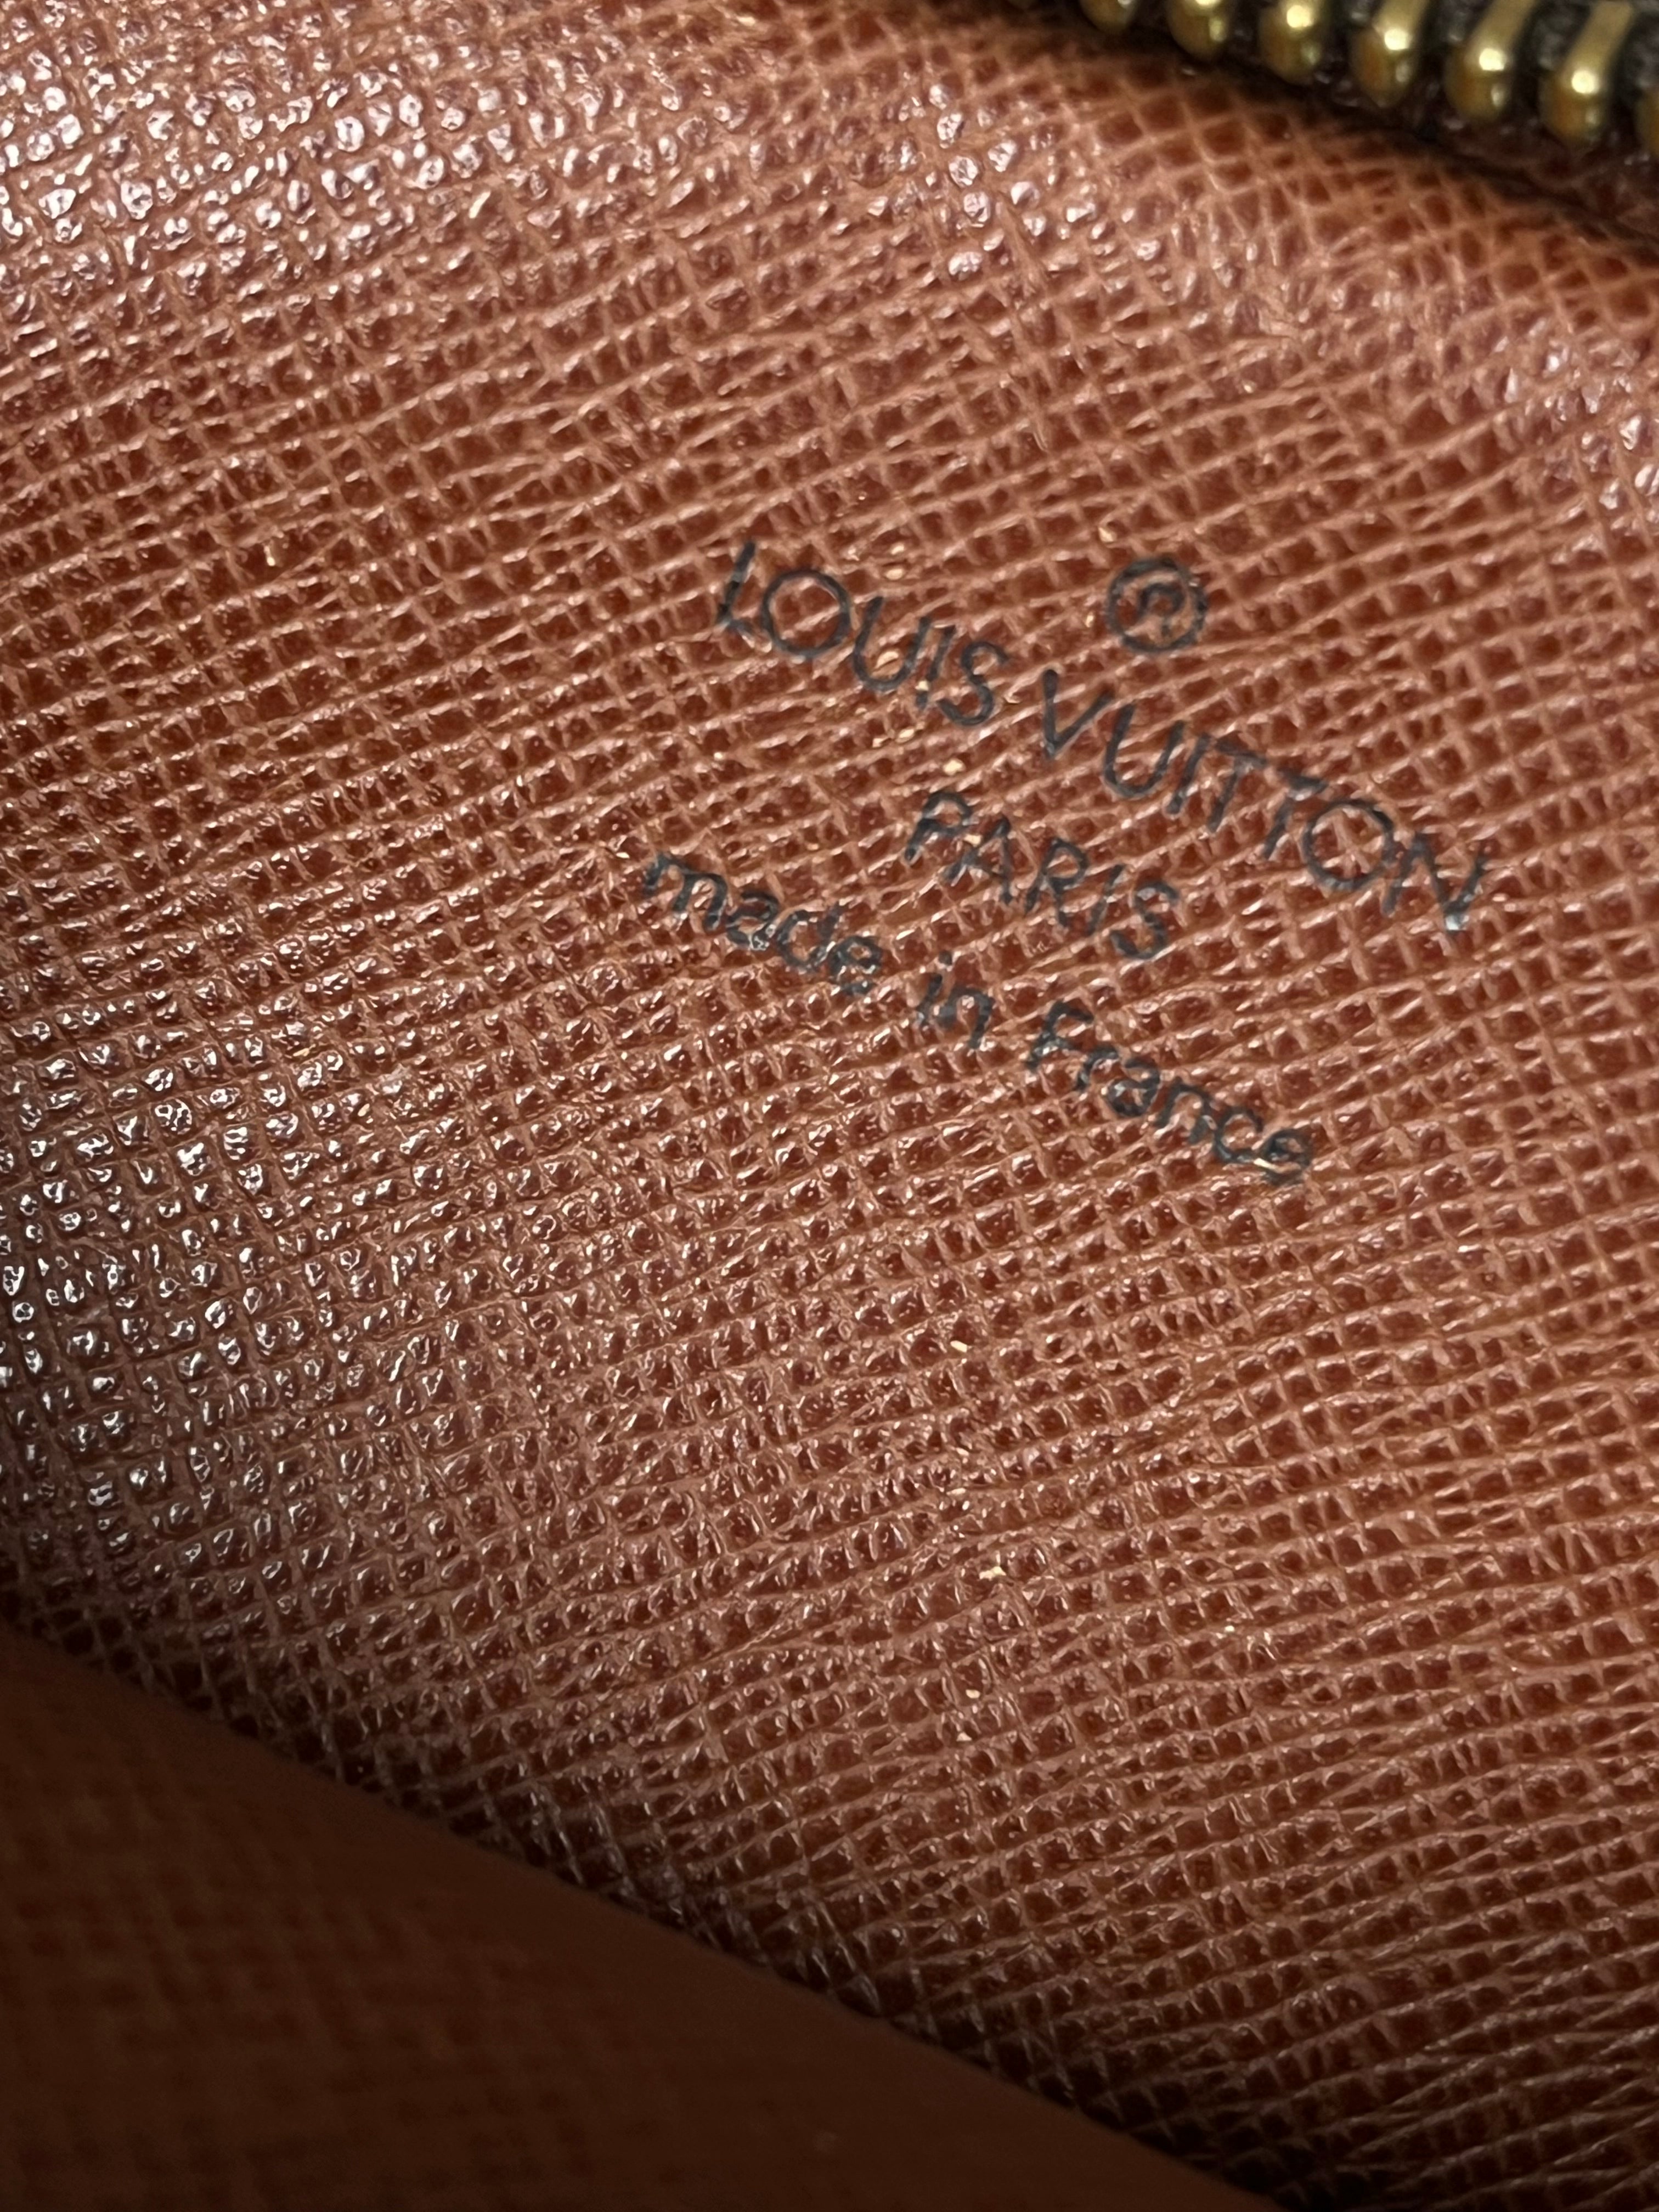 ®
LOUIS VUITTON
PARIS
made in France